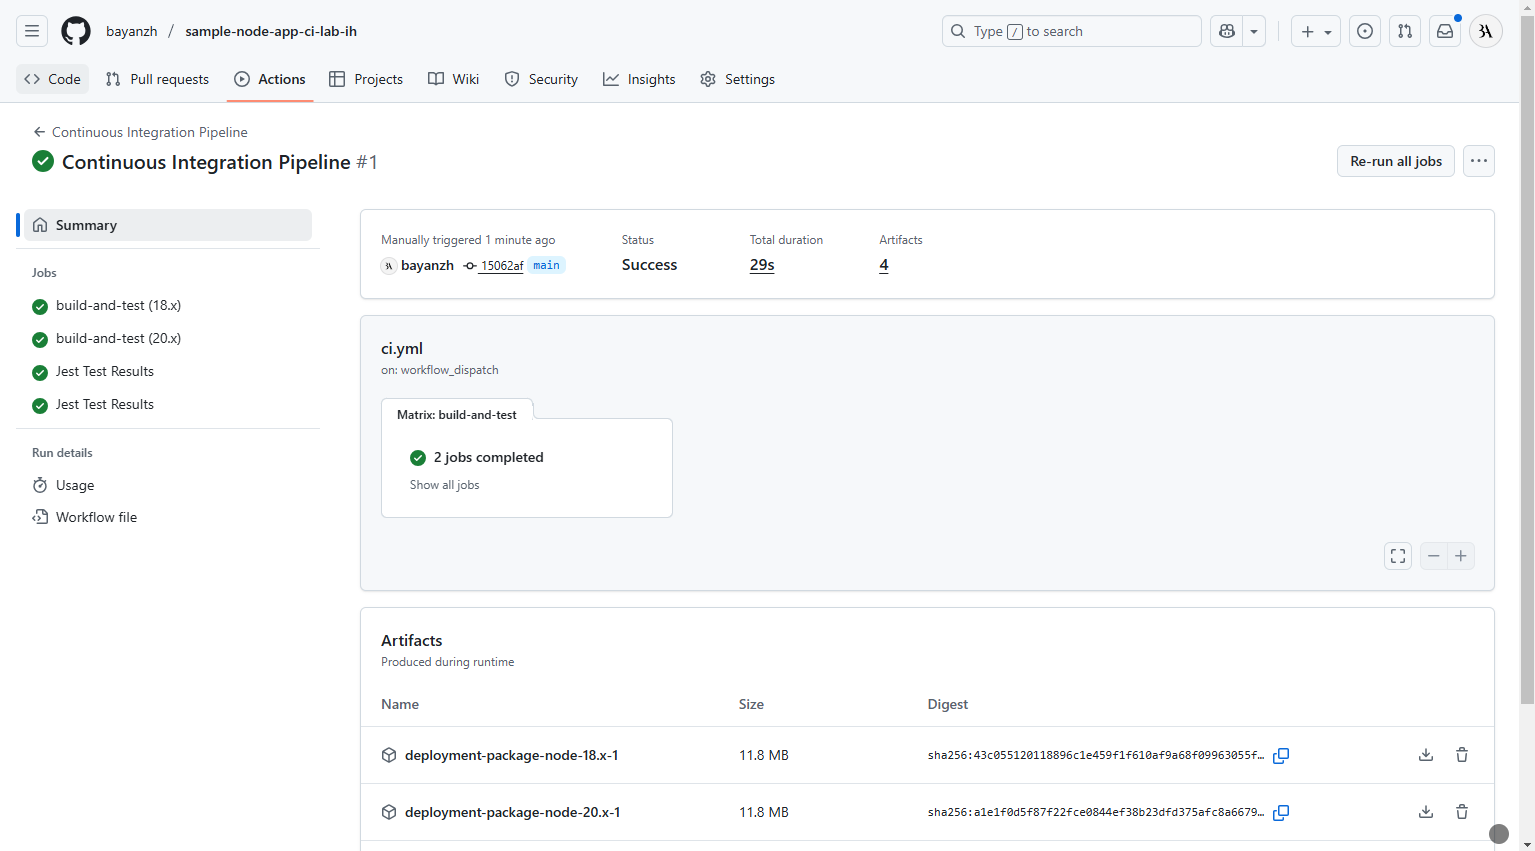 bayanzh / sample-node-app-ci-lab-ih
Type / to search
Code Pull requests Actions Projects Wiki Security Insights Settings
Continuous Integration Pipeline
Continuous Integration Pipeline #1
Re-run all jobs
Summary
Jobs
build-and-test (18.x)
build-and-test (20.x)
Jest Test Results
Jest Test Results
Run details
Usage
Workflow file
Manually triggered 1 minute ago
bayanzh 15062af main
Status
Success
Total duration
29s
Artifacts
4
ci.yml
on: workflow_dispatch
Matrix: build-and-test
2 jobs completed
Show all jobs
Artifacts
Produced during runtime
Name Size Digest
deployment-package-node-18.x-1 11.8 MB sha256:43c055120118896c1e459f1f610af9a68f09963055f…
deployment-package-node-20.x-1 11.8 MB sha256:a1e1f0d5f87f22fce0844ef38b23dfd375afc8a6679…